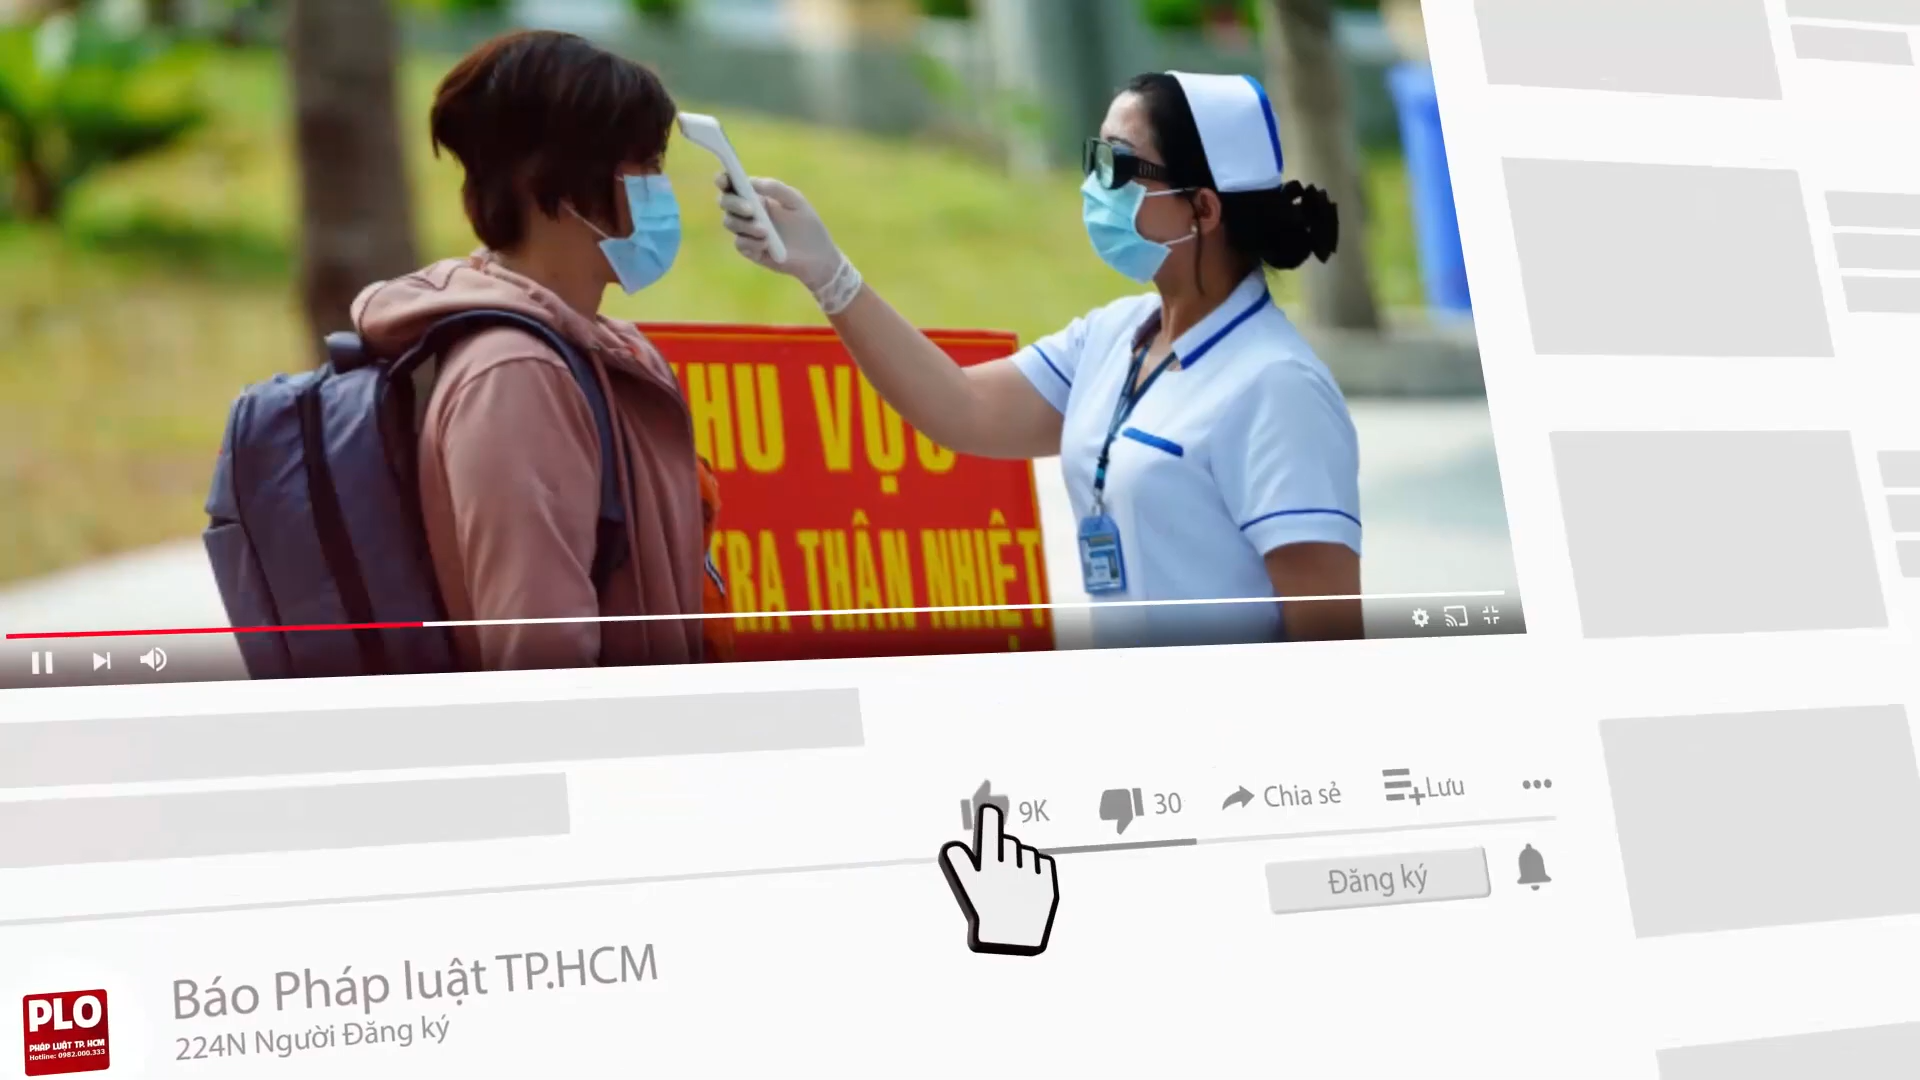 HU VỰC
TRA THÂN NHIỆT
9K
30
Chia sẻ
Lưu
Đăng ký
Báo Pháp luật TP.HCM
224N Người Đăng ký
PLO
PHÁP LUẬT TP. HCM
Hotline: 0982.000.333